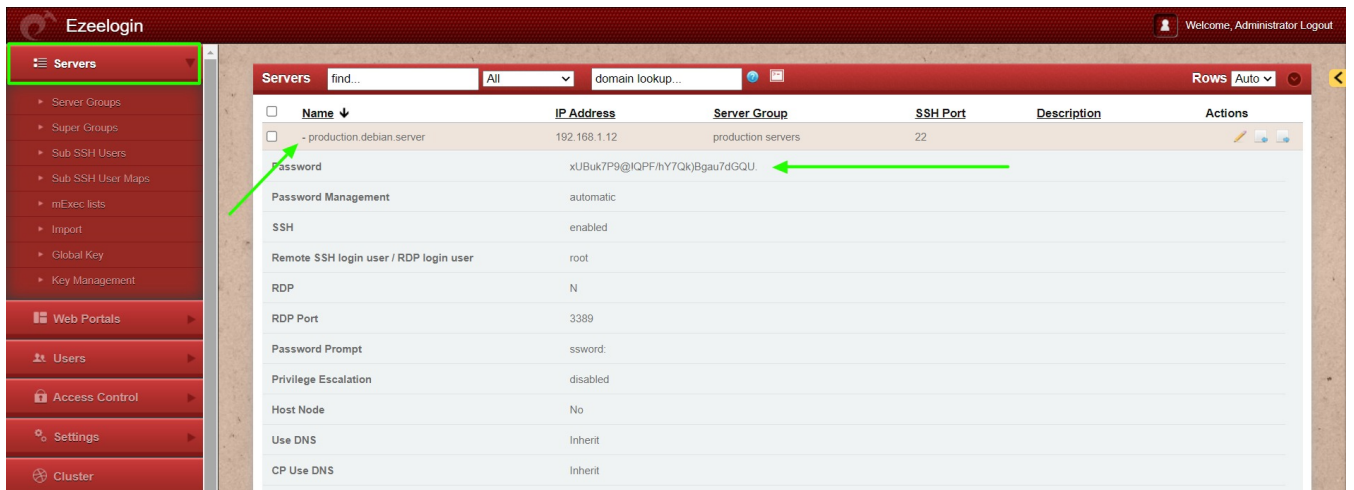 Ezeelogin
Welcome, Administrator Logout
Servers
Server Groups
Super Groups
Sub SSH Users
Sub SSH User Maps
mExec lists
Import
Global Key
Key Management
Web Portals
Users
Access Control
Settings
Cluster
Servers find... All domain lookup... Rows Auto
Name IP Address Server Group SSH Port Description Actions
- production.debian.server 192.168.1.12 production servers 22
Password xUBuk7P9@IQPF/hY7Qk)Bgau7dGQU.
Password Management automatic
SSH enabled
Remote SSH login user / RDP login user root
RDP N
RDP Port 3389
Password Prompt ssword:
Privilege Escalation disabled
Host Node No
Use DNS Inherit
CP Use DNS Inherit